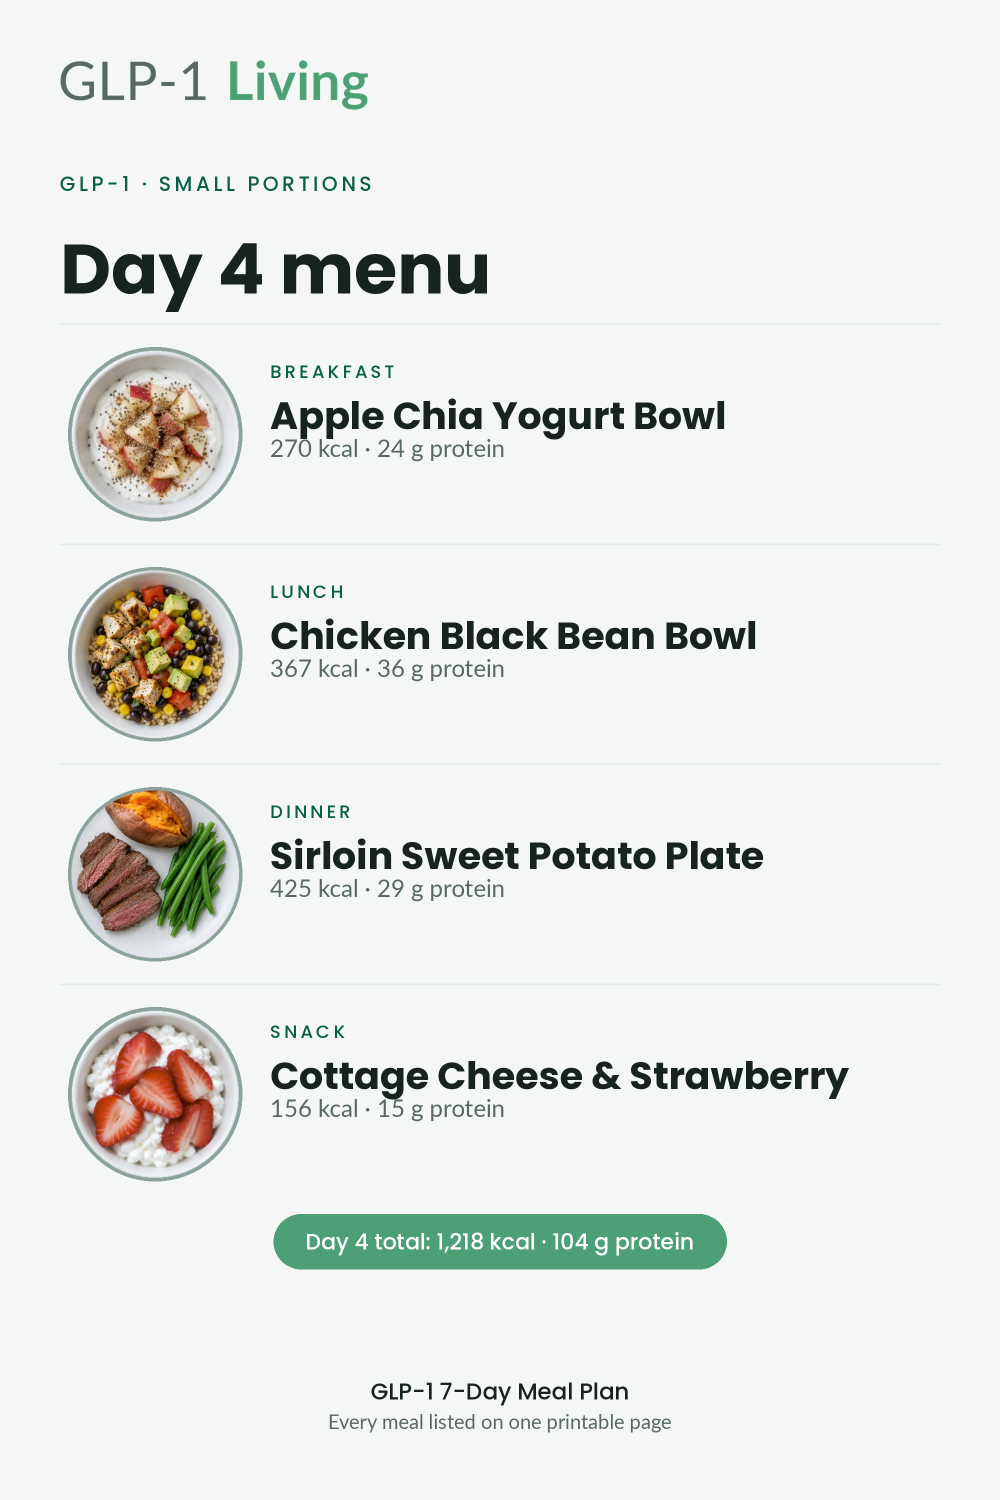 GLP-1 Living
GLP-1 · SMALL PORTIONS
Day 4 menu
BREAKFAST
Apple Chia Yogurt Bowl
270 kcal · 24 g protein
LUNCH
Chicken Black Bean Bowl
367 kcal · 36 g protein
DINNER
Sirloin Sweet Potato Plate
425 kcal · 29 g protein
SNACK
Cottage Cheese & Strawberry
156 kcal · 15 g protein
Day 4 total: 1,218 kcal · 104 g protein
GLP-1 7-Day Meal Plan
Every meal listed on one printable page